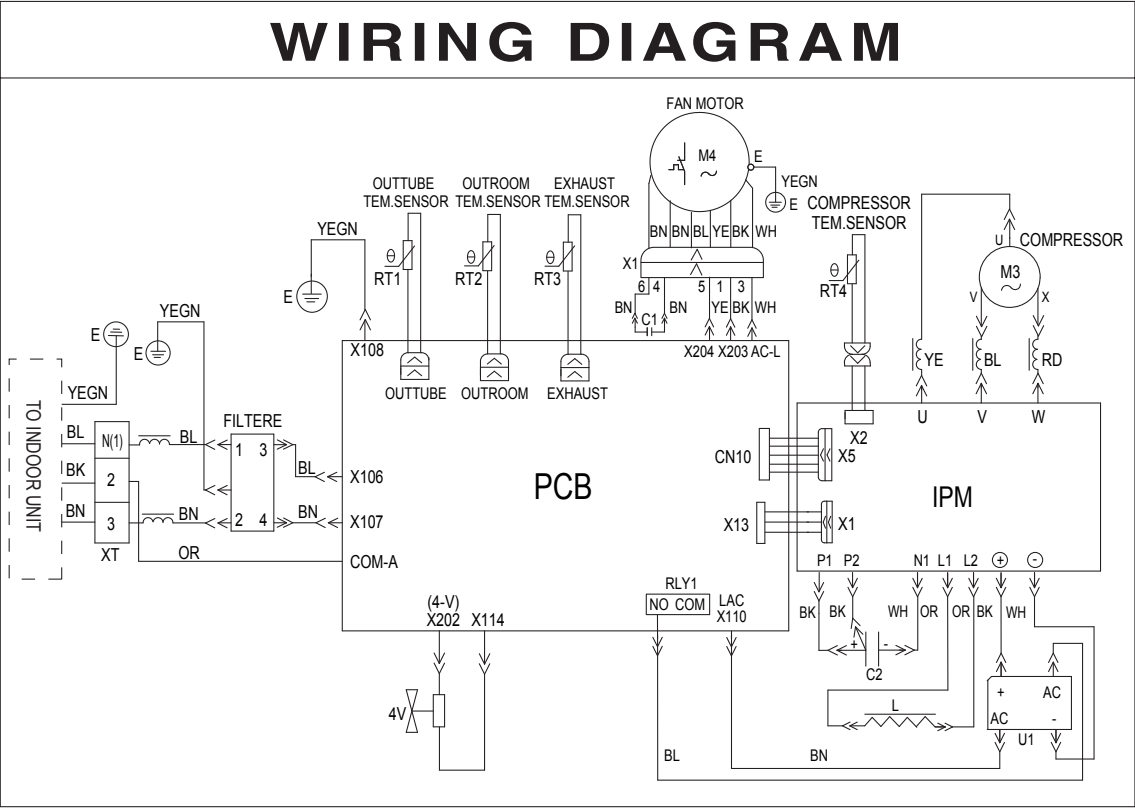 WIRING DIAGRAM
FAN MOTOR
M4
E
YEGN
E
OUTTUBE
TEM.SENSOR
OUTROOM
TEM.SENSOR
EXHAUST
TEM.SENSOR
COMPRESSOR
TEM.SENSOR
YEGN
E
θ
RT1
θ
RT2
θ
RT3
θ
RT4
BN BN BL YE BK WH
X1
6 4 5 1 3
BN C1 BN YE BK WH
U
COMPRESSOR
M3
V X
X108
X204 X203 AC-L
YE BL RD
OUTTUBE OUTROOM EXHAUST
YEGN
E
E
YEGN
TO INDOOR UNIT
BL
BK
BN
N(1)
2
3
XT
BL
BN
OR
FILTERE
1 3
2 4
BL
BN
X106
X107
COM-A
PCB
X2
U V W
CN10
X5
X13
X1
IPM
P1 P2 N1 L1 L2 + -
BK BK WH OR OR BK WH
(4-V)
X202 X114
RLY1
NO COM
LAC
X110
+ -
C2
L
4V
+ AC
AC -
U1
BL
BN